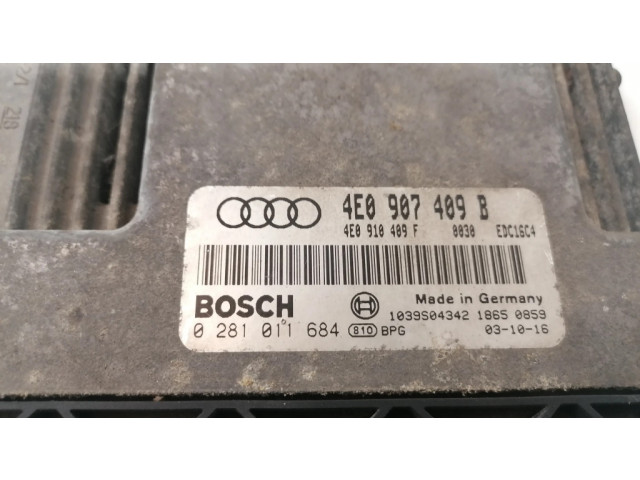 4E0 907 409 B
4E0 910 409 F 0030 EDC16C4
BOSCH
Made in Germany
1039S04342 1865 0859
0 281 011 684 810 BPG 03-10-16